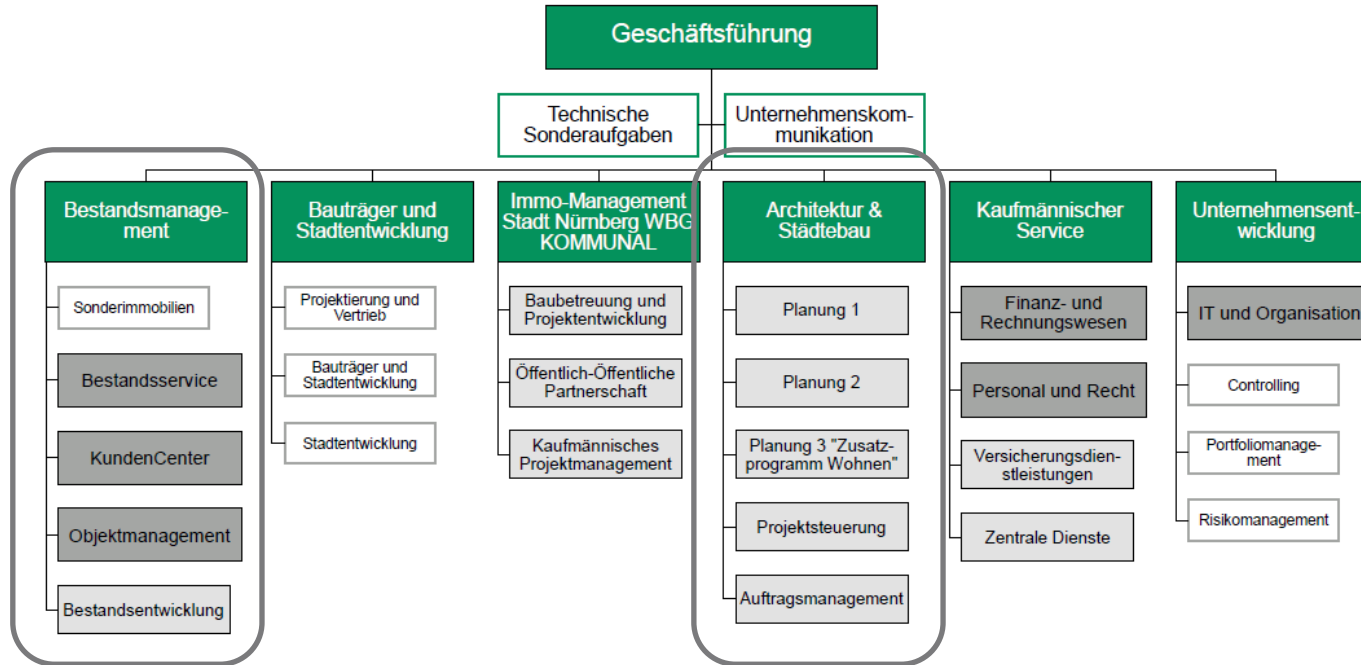 Geschäftsführung
Technische
Sonderaufgaben
Unternehmenskom-
munikation
Bestandsmanage-
ment
Sonderimmobilien
Bestandsservice
KundenCenter
Objektmanagement
Bestandsentwicklung
Bauträger und
Stadtentwicklung
Projektierung und
Vertrieb
Bauträger und
Stadtentwicklung
Stadtentwicklung
Immo-Management
Stadt Nürnberg WBG
KOMMUNAL
Baubetreuung und
Projektentwicklung
Öffentlich-Öffentliche
Partnerschaft
Kaufmännisches
Projektmanagement
Architektur &
Städtebau
Planung 1
Planung 2
Planung 3 "Zusatz-
programm Wohnen"
Projektsteuerung
Auftragsmanagement
Kaufmännischer
Service
Finanz- und
Rechnungswesen
Personal und Recht
Versicherungsdien-
stleistungen
Zentrale Dienste
Unternehmensent-
wicklung
IT und Organisation
Controlling
Portfoliomanage-
ment
Risikomanagement